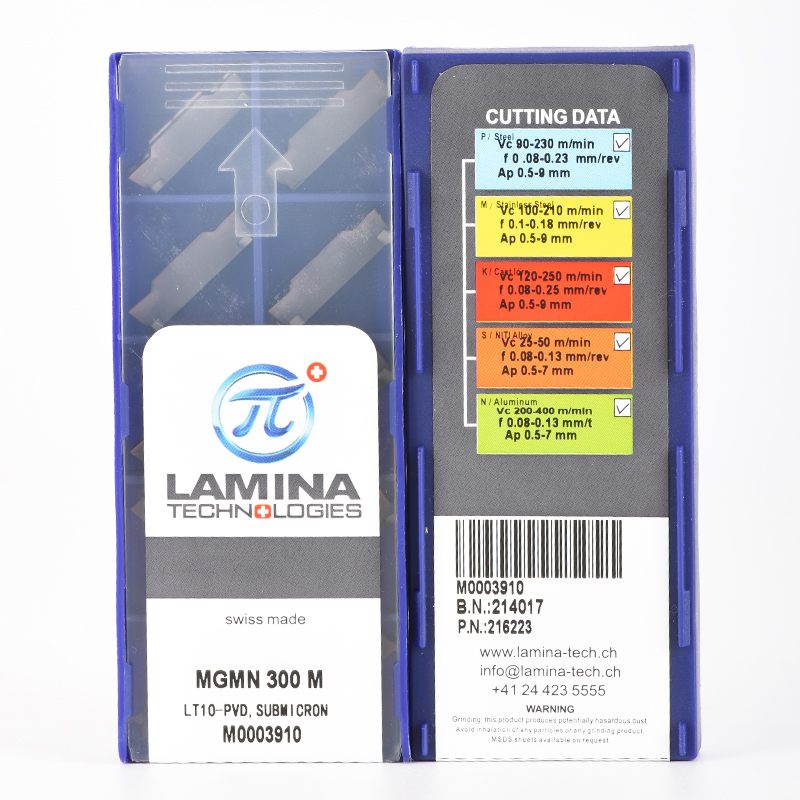 LAMINA
TECHNOLOGIES
swiss made
MGMN 300 M
LT10-PVD, SUBMICRON
M0003910
CUTTING DATA
P / Steel
Vc 90-230 m/min
f 0 .08-0.23 mm/rev
Ap 0.5-9 mm
M / Stainless Steel
Vc 100-210 m/min
f 0.1-0.18 mm/rev
Ap 0.5-9 mm
K / Cast Iron
Vc 120-250 m/min
f 0.08-0.25 mm/rev
Ap 0.5-9 mm
S / NITI Alloy
Vc 25-50 m/min
f 0.08-0.13 mm/rev
Ap 0.5-7 mm
N / Aluminum
Vc 200-400 m/min
f 0.08-0.13 mm/t
Ap 0.5-7 mm
M0003910
B.N.:214017
P.N.:216223
www.lamina-tech.ch
info@lamina-tech.ch
+41 24 423 5555
WARNING
Grinding this product produces potentially hasardous dust.
Avoid inhalation of any particles or any grinding product.
MSDS sheets available on request.